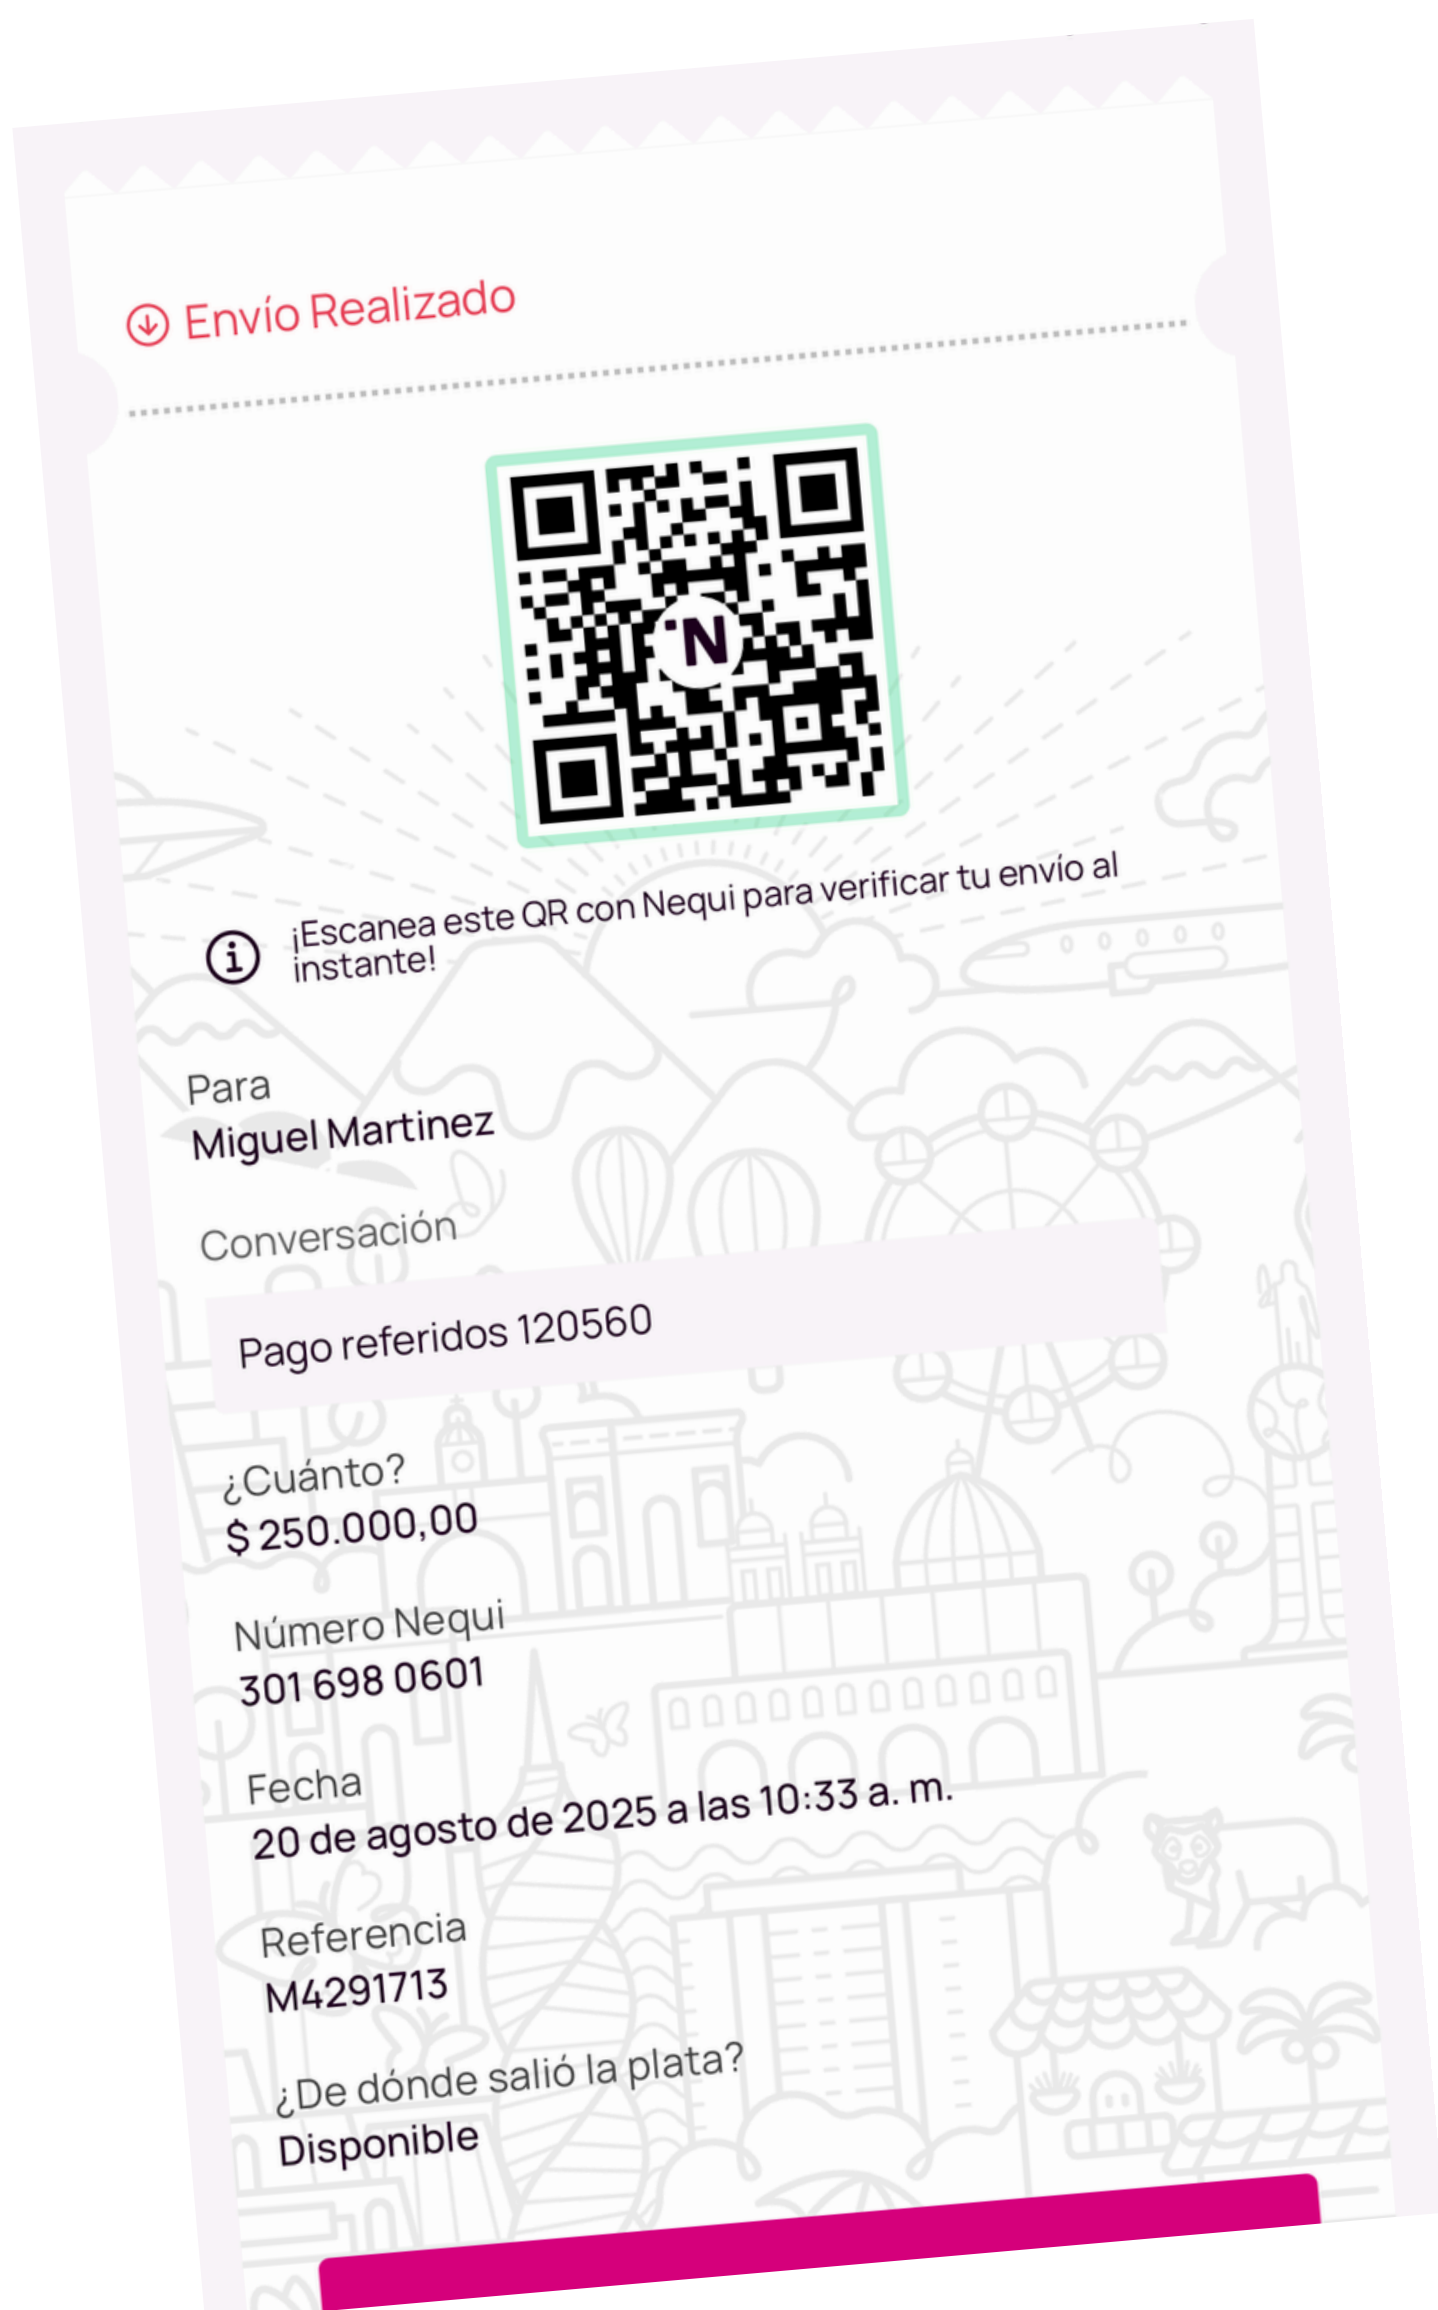 Envío Realizado
N
¡Escanea este QR con Nequi para verificar tu envío al
instante!
Para
Miguel Martinez
Conversación
Pago referidos 120560
¿Cuánto?
$ 250.000,00
Número Nequi
301 698 0601
Fecha
20 de agosto de 2025 a las 10:33 a. m.
Referencia
M4291713
¿De dónde salió la plata?
Disponible